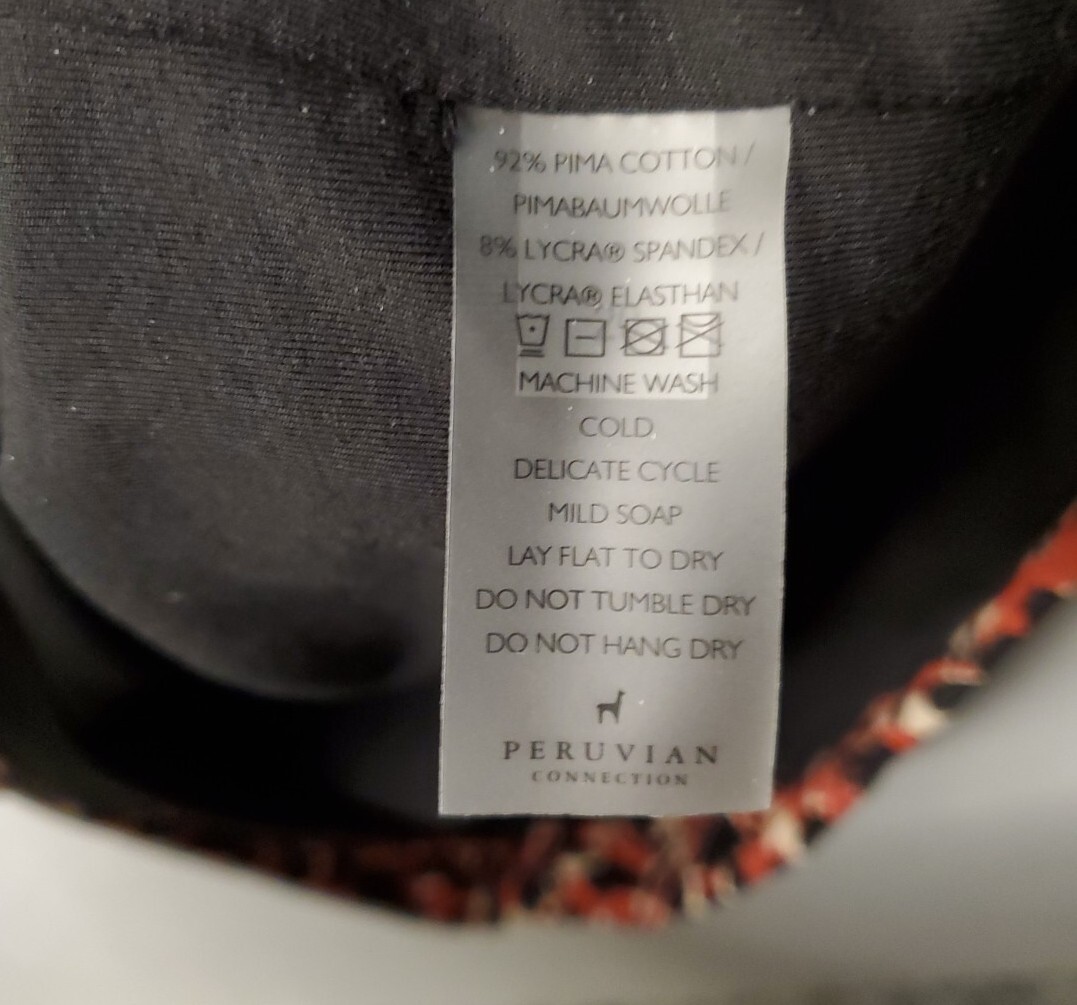 92% PIMA COTTON /
PIMABAUMWOLLE
8% LYCRA® SPANDEX /
LYCRA® ELASTHAN
MACHINE WASH
COLD,
DELICATE CYCLE
MILD SOAP
LAY FLAT TO DRY
DO NOT TUMBLE DRY
DO NOT HANG DRY
PERUVIAN
CONNECTION